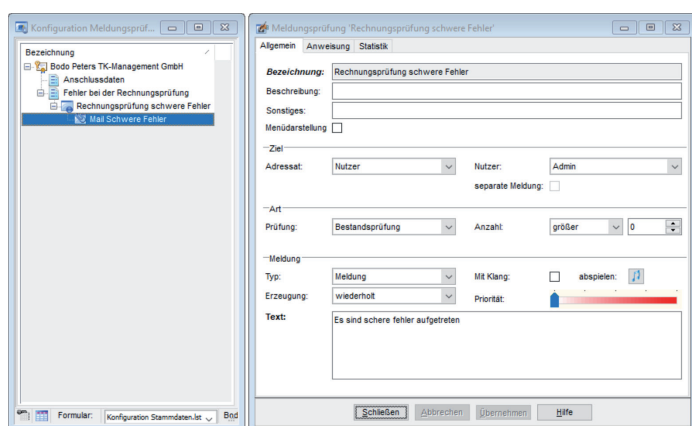 Konfiguration Meldungsprüf...
Bezeichnung
Bodo Peters TK-Management GmbH
Anschlussdaten
Fehler bei der Rechnungsprüfung
Rechnungsprüfung schwere Fehler
Mail Schwere Fehler
Formular: Konfiguration Stammdaten.lst Bnd
Meldungsprüfung 'Rechnungsprüfung schwere Fehler'
Allgemein Anweisung Statistik
Bezeichnung: Rechnungsprüfung schwere Fehler
Beschreibung:
Sonstiges:
Menüdarstellung
Ziel
Adressat: Nutzer Nutzer: Admin
separate Meldung:
Art
Prüfung: Bestandsprüfung Anzahl: größer 0
Meldung
Typ: Meldung Mit Klang: abspielen:
Erzeugung: wiederholt Priorität:
Text: Es sind schere fehler aufgetreten
Schließen Abbrechen Übernehmen Hilfe